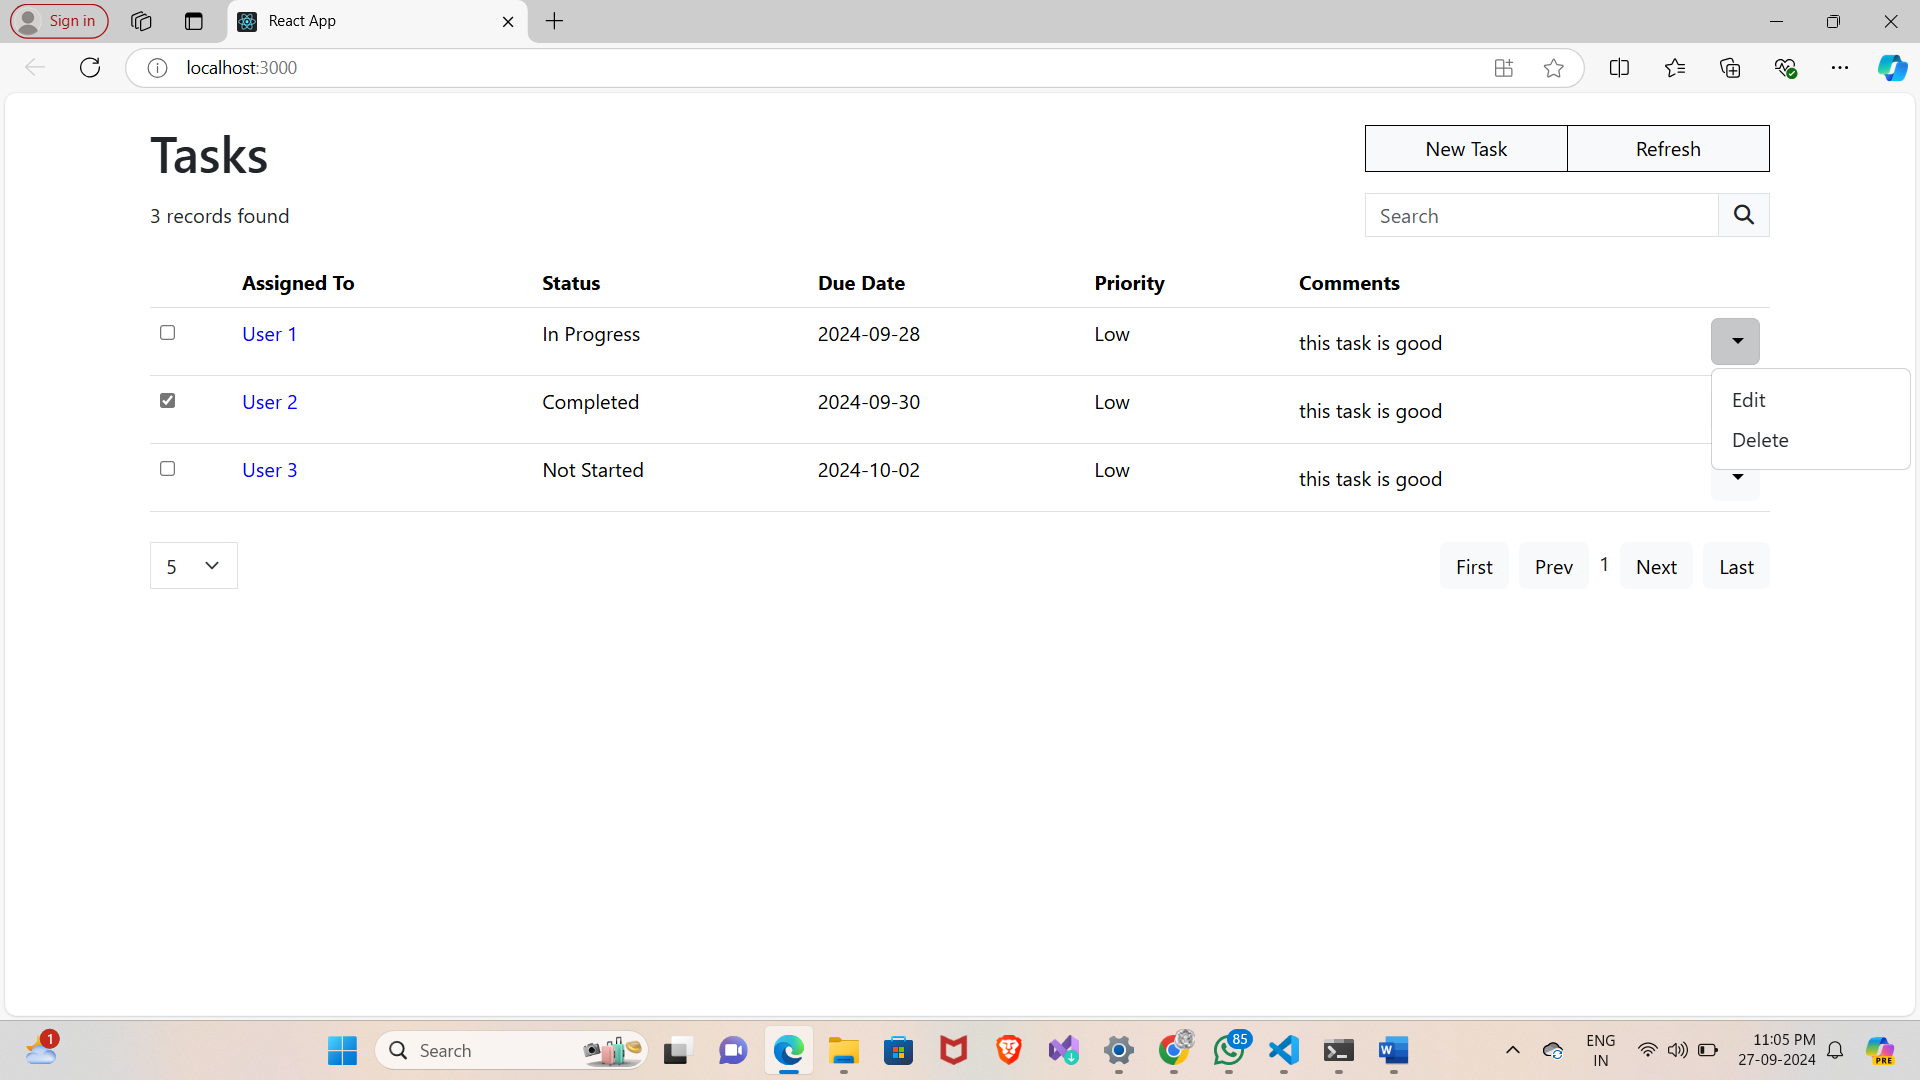 Sign in
React App
localhost:3000
Tasks
New Task Refresh
3 records found
Search
Assigned To Status Due Date Priority Comments
User 1 In Progress 2024-09-28 Low this task is good
User 2 Completed 2024-09-30 Low this task is good
Edit
Delete
User 3 Not Started 2024-10-02 Low this task is good
5
First Prev 1 Next Last
1
Search
85
ENG
IN
11:05 PM
27-09-2024
PRE